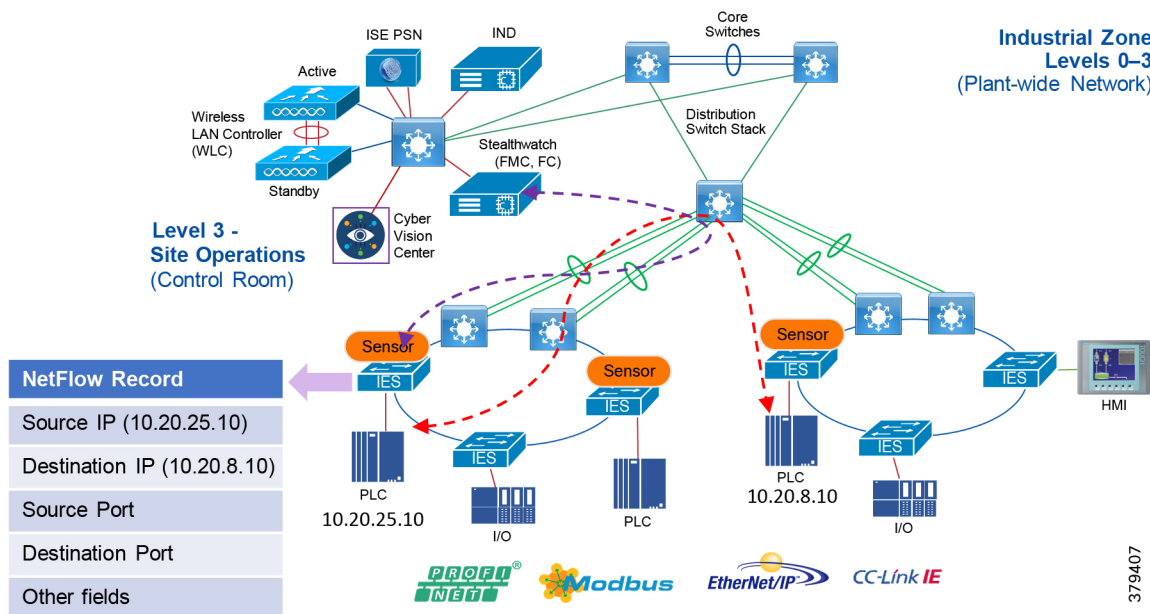 ISE PSN
IND
Core
Switches
Industrial Zone
Levels 0–3
(Plant-wide Network)
Active
Wireless
LAN Controller
(WLC)
Standby
Distribution
Switch Stack
Stealthwatch
(FMC, FC)
Cyber
Vision
Center
Level 3 -
Site Operations
(Control Room)
Sensor
IES
Sensor
IES
IES
Sensor
IES
IES
IES
HMI
PLC
10.20.25.10
I/O
PLC
PLC
10.20.8.10
I/O
NetFlow Record
Source IP (10.20.25.10)
Destination IP (10.20.8.10)
Source Port
Destination Port
Other fields
PROFI
NET®
Modbus
EtherNet/IP™
CC-Link IE
379407